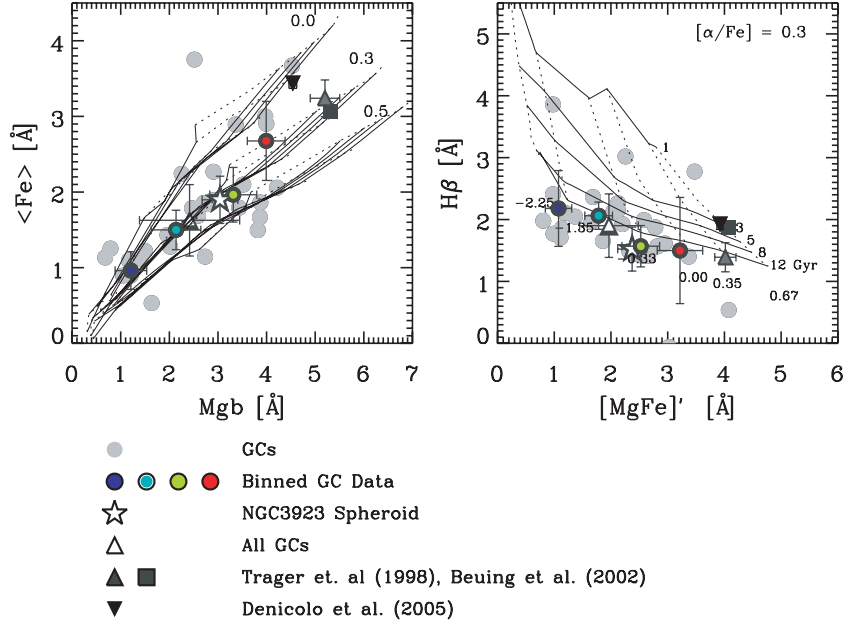 0.0
0.3
0.5
4
3
2
1
0
<Fe> [Å]
0 1 2 3 4 5 6 7
Mgb [Å]
[α/Fe] = 0.3
5
4
3
2
1
0
Hβ [Å]
1
3
5
8
12 Gyr
-2.25
1.35
0.33
0.00
0.35
0.67
0 1 2 3 4 5 6
[MgFe]' [Å]
GCs
Binned GC Data
NGC3923 Spheroid
All GCs
Trager et. al (1998), Beuing et al. (2002)
Denicolo et al. (2005)